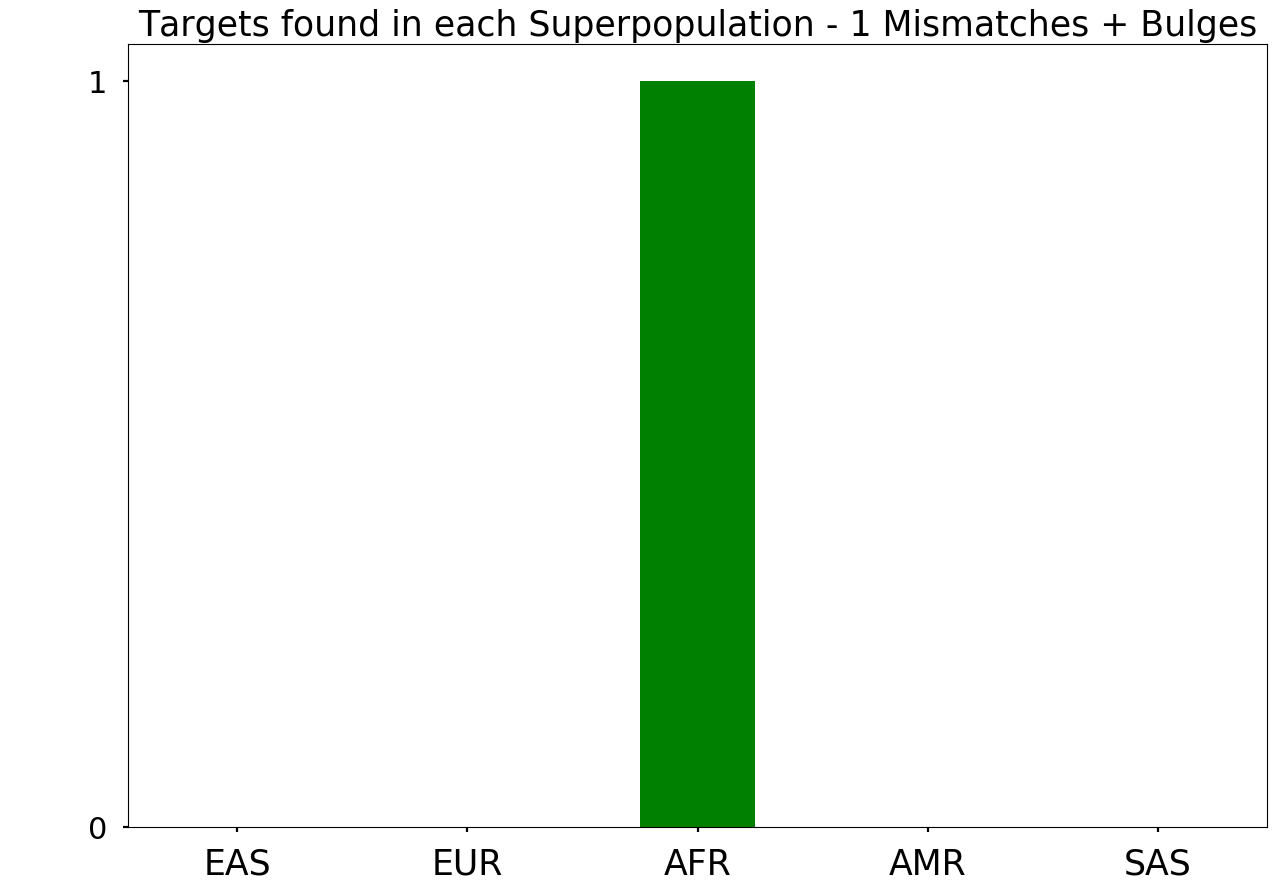 Targets found in each Superpopulation - 1 Mismatches + Bulges
1
0
EAS EUR AFR AMR SAS